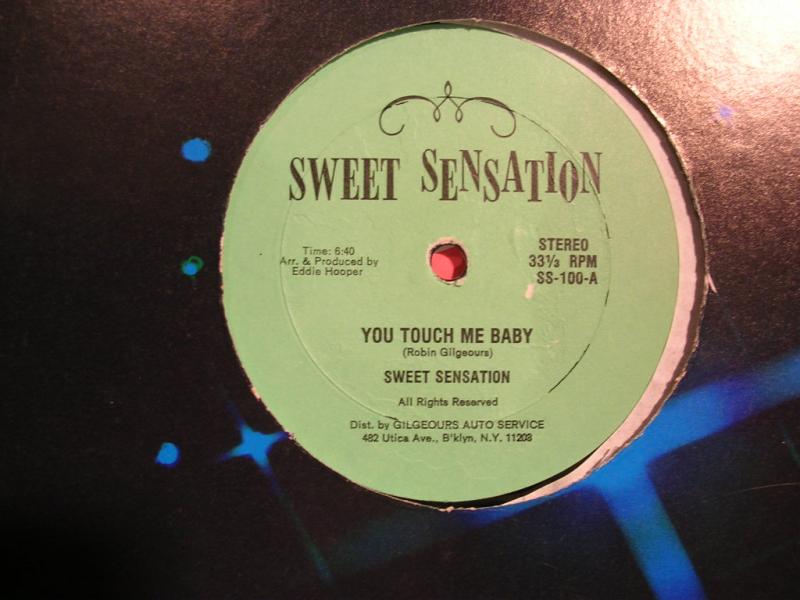 SWEET SENSATION
Time: 6:40
Arr. & Produced by
Eddie Hooper
STEREO
33⅓ RPM
SS-100-A
YOU TOUCH ME BABY
(Robin Gilgeours)
SWEET SENSATION
All Rights Reserved
Dist. by GILGEOURS AUTO SERVICE
482 Utica Ave., B'klyn, N.Y. 11203